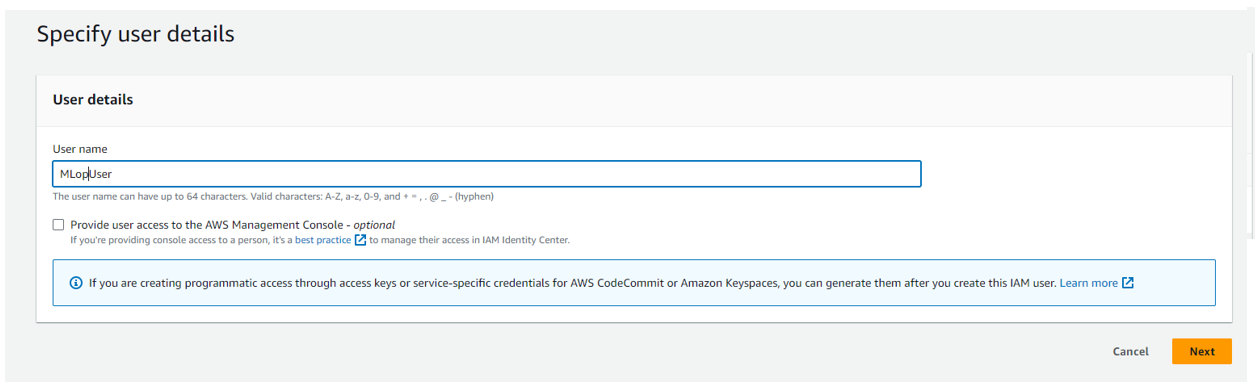 Specify user details
User details
User name
MLopUser
The user name can have up to 64 characters. Valid characters: A-Z, a-z, 0-9, and + = , . @ _ - (hyphen)
Provide user access to the AWS Management Console - optional
If you're providing console access to a person, it's a best practice to manage their access in IAM Identity Center.
If you are creating programmatic access through access keys or service-specific credentials for AWS CodeCommit or Amazon Keyspaces, you can generate them after you create this IAM user. Learn more
Cancel Next